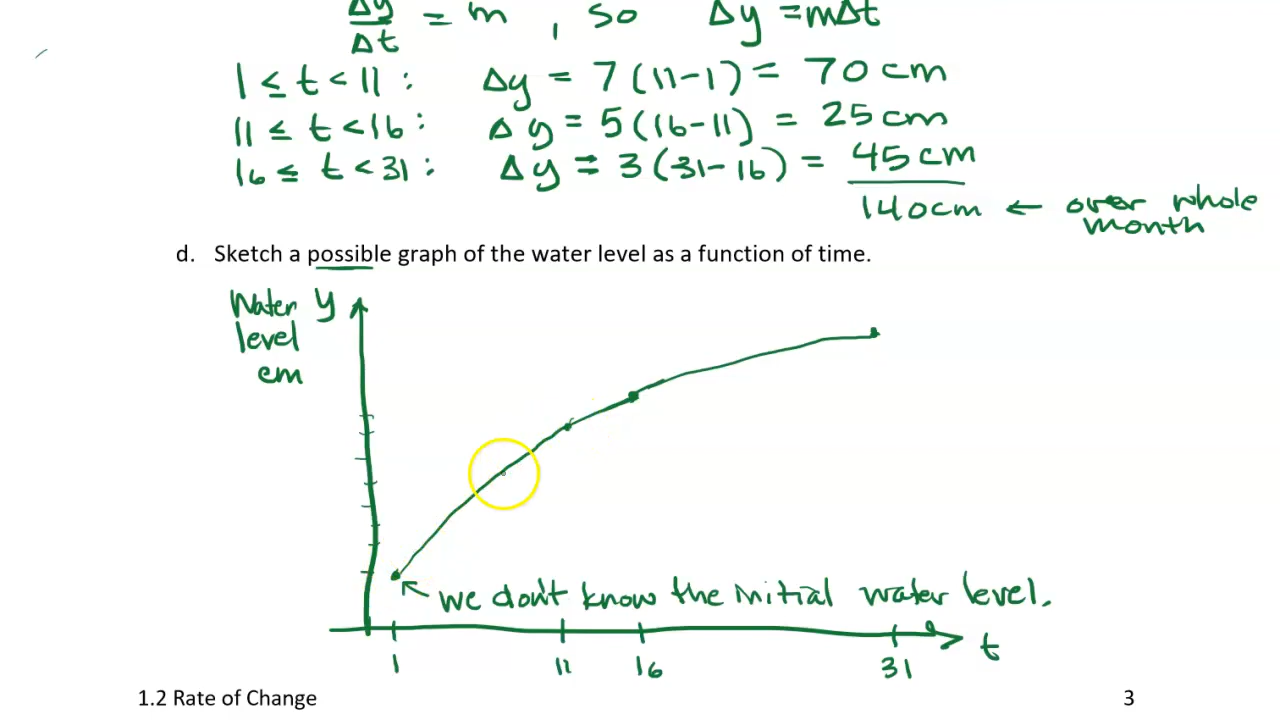 Δy/Δt = m , so Δy = mΔt
1 ≤ t < 11 : Δy = 7(11-1) = 70 cm
11 ≤ t < 16 : Δy = 5(16-11) = 25 cm
16 ≤ t < 31 : Δy = 3(31-16) = 45 cm
140cm ← over whole
month
d. Sketch a possible graph of the water level as a function of time.
Water y
level
cm
we don't know the initial water level.
t
1 11 16 31
1.2 Rate of Change 3